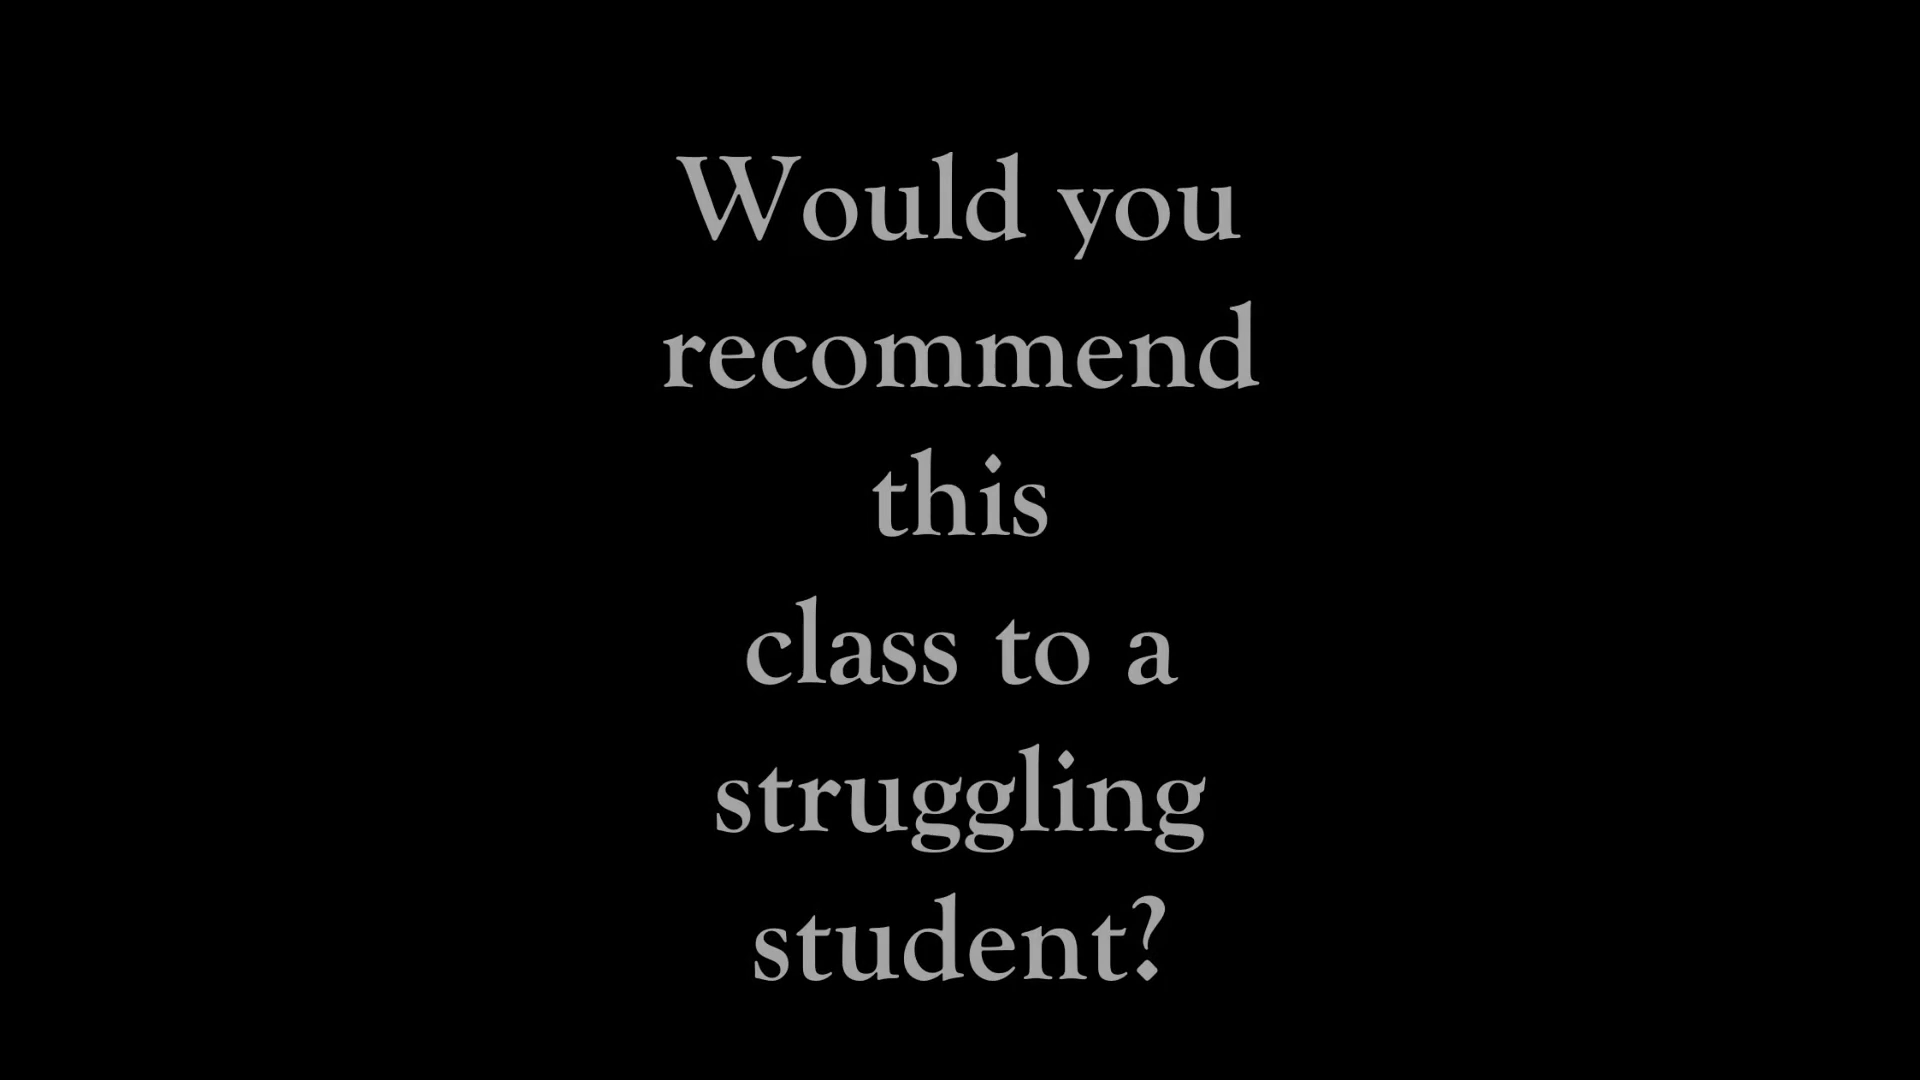 Would you
recommend
this
class to a
struggling
student?